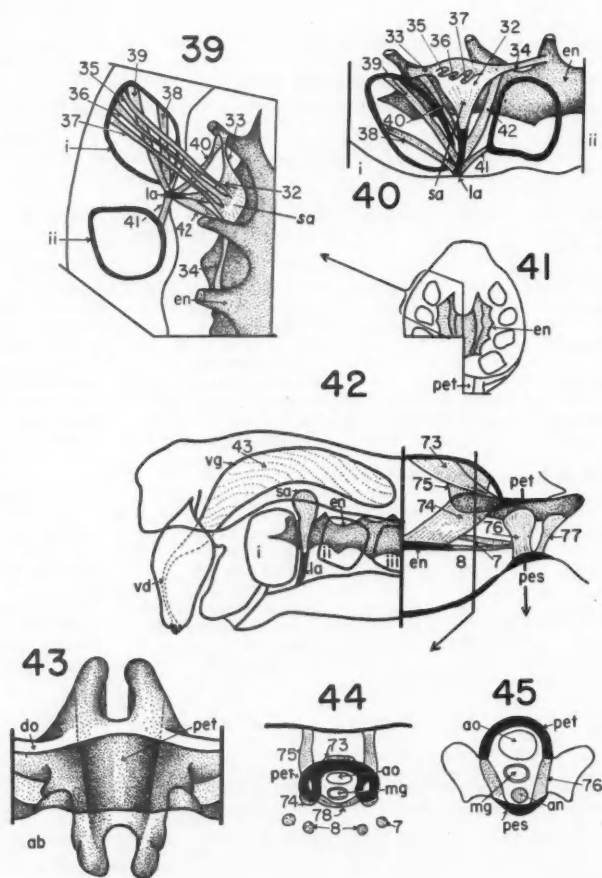 39
35
39
36
38
37
i
33
40
32
la
sa
ii
41
42
34
en
37
35
36
32
33
34
en
39
40
38
42
41
i
sa
la
ii
40
41
en
pet
42
43
73
vg
75
pet
sa
74
en
76
77
i
ii
iii
8
7
la
en
pes
vd
43
do
pet
ab
44
73
75
ao
pet
mg
74
78
8
7
45
ao
pet
76
mg
an
pes